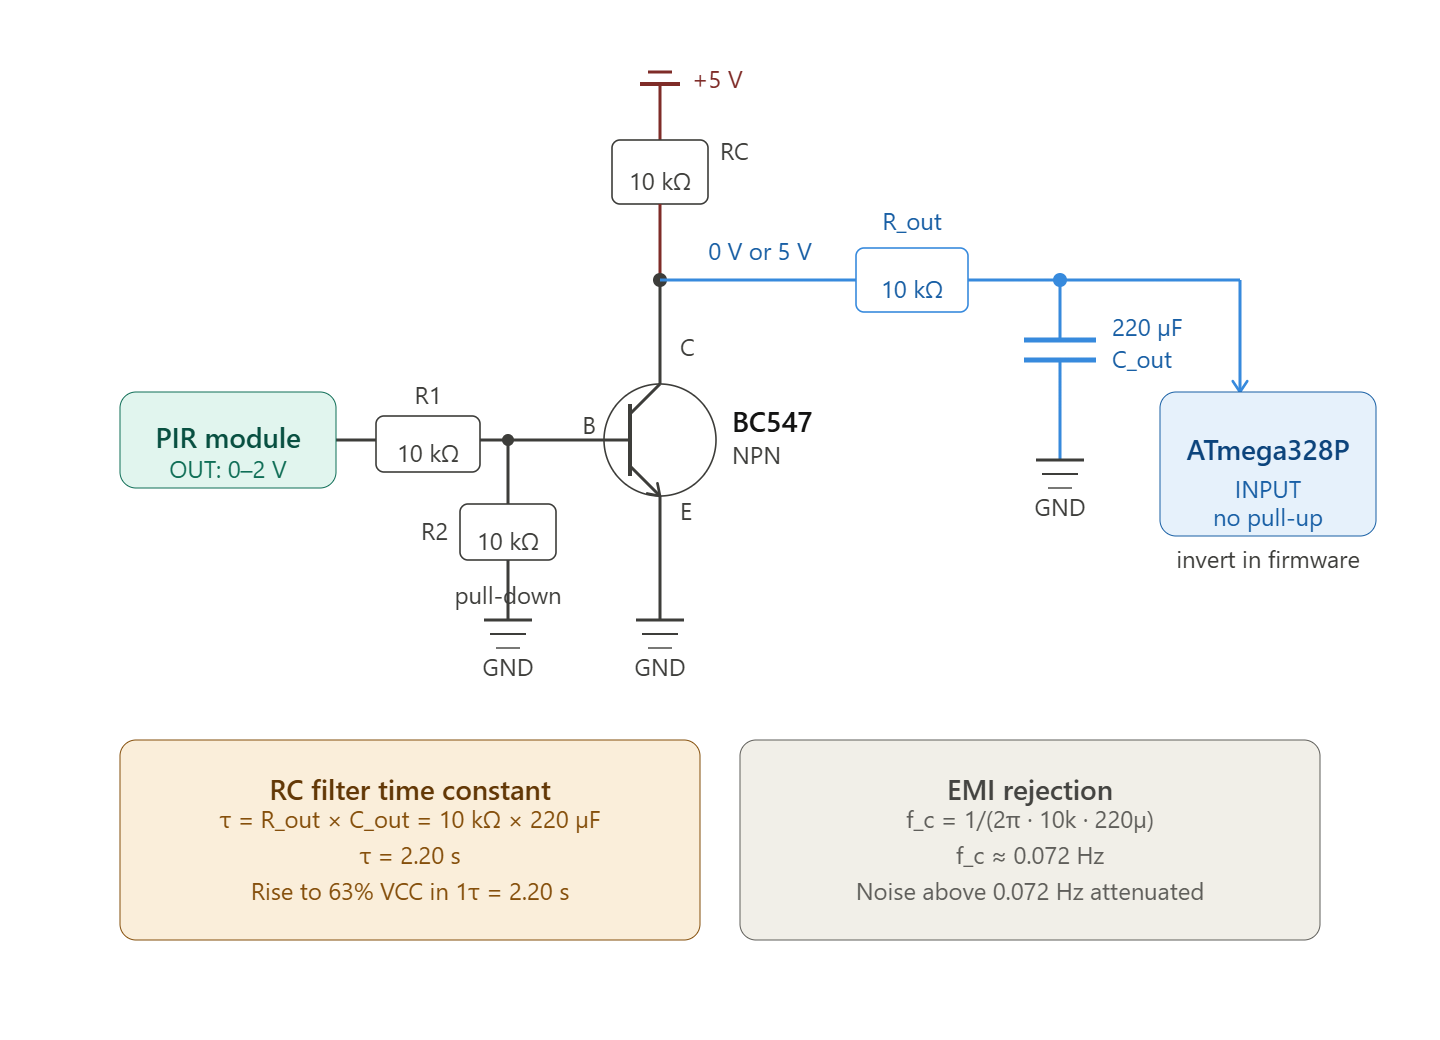 +5 V
RC
10 kΩ
R_out
0 V or 5 V
10 kΩ
220 µF
C_out
C
R1
B
BC547
NPN
PIR module
OUT: 0–2 V
10 kΩ
ATmega328P
INPUT
no pull-up
E
R2
10 kΩ
GND
invert in firmware
pull-down
GND
GND
RC filter time constant
τ = R_out × C_out = 10 kΩ × 220 µF
τ = 2.20 s
Rise to 63% VCC in 1τ = 2.20 s
EMI rejection
f_c = 1/(2π · 10k · 220µ)
f_c ≈ 0.072 Hz
Noise above 0.072 Hz attenuated